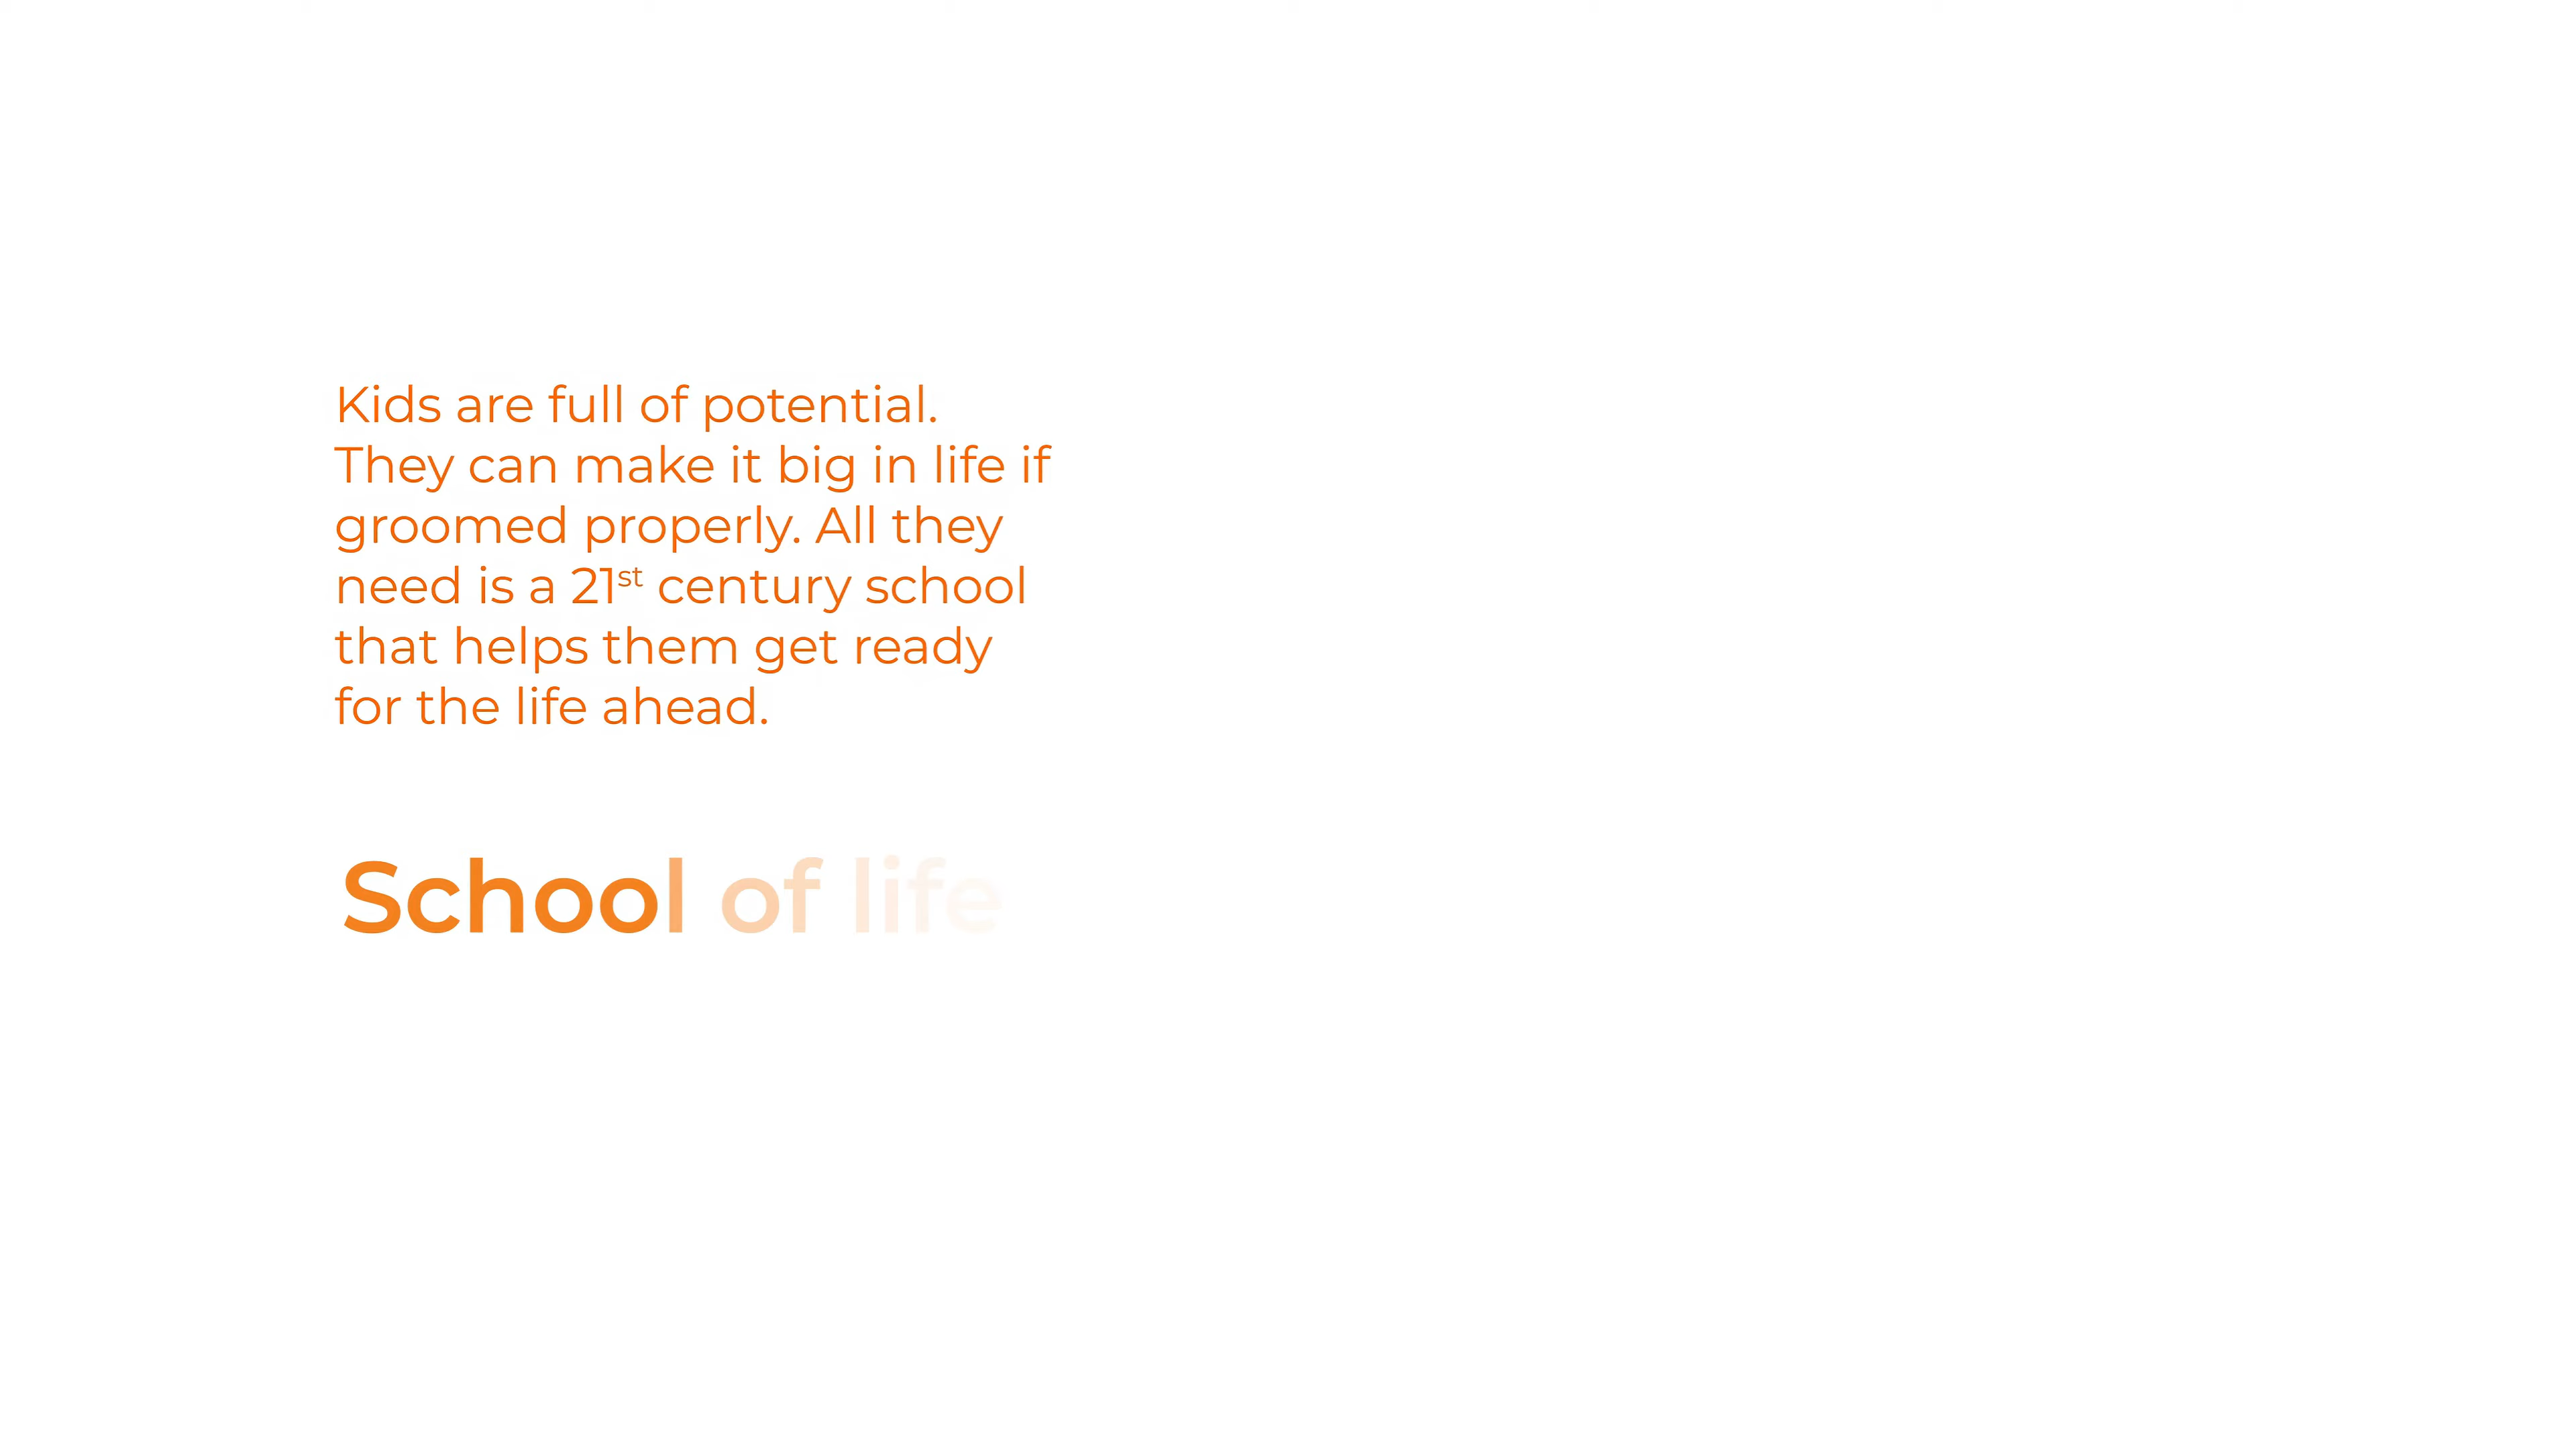 Kids are full of potential.
They can make it big in life if
groomed properly. All they
need is a 21st century school
that helps them get ready
for the life ahead.
School of life